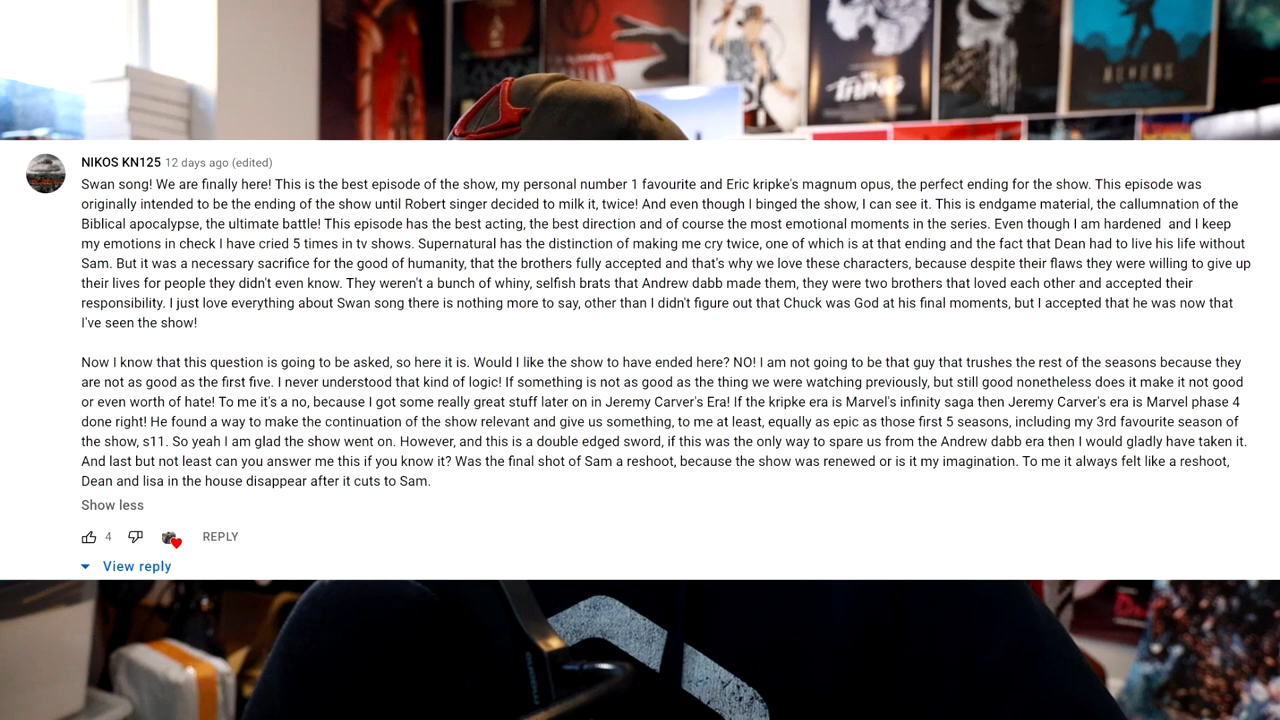 THE THING
ALIENS
NIKOS KN125 12 days ago (edited)
Swan song! We are finally here! This is the best episode of the show, my personal number 1 favourite and Eric kripke's magnum opus, the perfect ending for the show. This episode was
originally intended to be the ending of the show until Robert singer decided to milk it, twice! And even though I binged the show, I can see it. This is endgame material, the callumnation of the
Biblical apocalypse, the ultimate battle! This episode has the best acting, the best direction and of course the most emotional moments in the series. Even though I am hardened  and I keep
my emotions in check I have cried 5 times in tv shows. Supernatural has the distinction of making me cry twice, one of which is at that ending and the fact that Dean had to live his life without
Sam. But it was a necessary sacrifice for the good of humanity, that the brothers fully accepted and that's why we love these characters, because despite their flaws they were willing to give up
their lives for people they didn't even know. They weren't a bunch of whiny, selfish brats that Andrew dabb made them, they were two brothers that loved each other and accepted their
responsibility. I just love everything about Swan song there is nothing more to say, other than I didn't figure out that Chuck was God at his final moments, but I accepted that he was now that
I've seen the show!
Now I know that this question is going to be asked, so here it is. Would I like the show to have ended here? NO! I am not going to be that guy that trushes the rest of the seasons because they
are not as good as the first five. I never understood that kind of logic! If something is not as good as the thing we were watching previously, but still good nonetheless does it make it not good
or even worth of hate! To me it's a no, because I got some really great stuff later on in Jeremy Carver's Era! If the kripke era is Marvel's infinity saga then Jeremy Carver's era is Marvel phase 4
done right! He found a way to make the continuation of the show relevant and give us something, to me at least, equally as epic as those first 5 seasons, including my 3rd favourite season of
the show, s11. So yeah I am glad the show went on. However, and this is a double edged sword, if this was the only way to spare us from the Andrew dabb era then I would gladly have taken it.
And last but not least can you answer me this if you know it? Was the final shot of Sam a reshoot, because the show was renewed or is it my imagination. To me it always felt like a reshoot,
Dean and lisa in the house disappear after it cuts to Sam.
Show less
4 REPLY
View reply